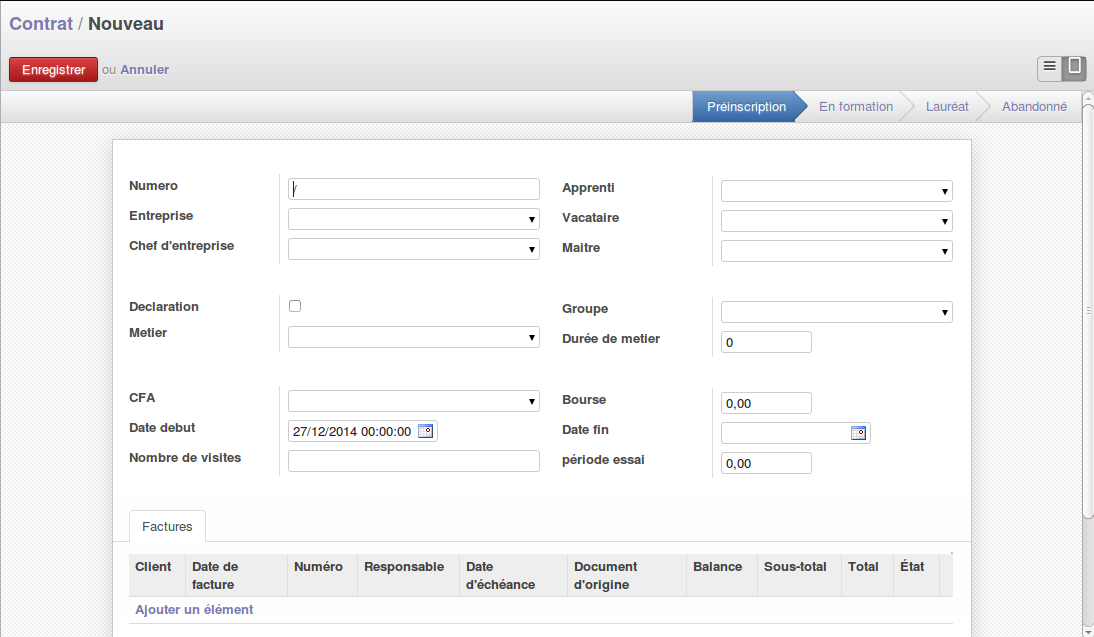 Contrat / Nouveau
Enregistrer ou Annuler
Préinscription En formation Lauréat Abandonné
Numero /
Apprenti
Entreprise
Vacataire
Chef d'entreprise
Maitre
Declaration
Groupe
Metier
Durée de metier 0
CFA
Bourse 0,00
Date debut 27/12/2014 00:00:00
Date fin
Nombre de visites
période essai 0,00
Factures
Client Date de facture Numéro Responsable Date d'échéance Document d'origine Balance Sous-total Total État
Ajouter un élément